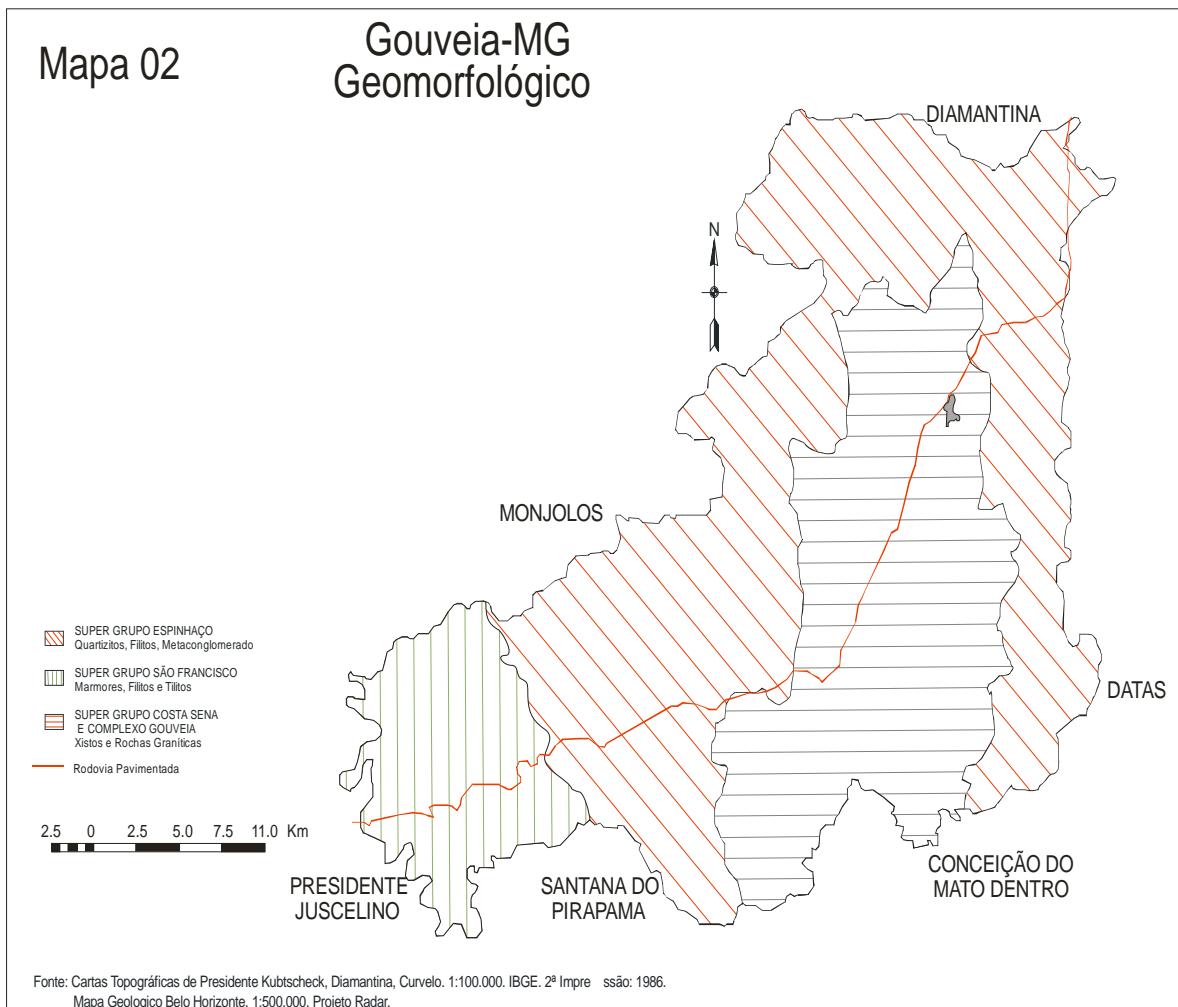 Mapa 02
Gouveia-MG
Geomorfológico
DIAMANTINA
N
MONJOLOS
DATAS
SUPER GRUPO ESPINHAÇO
Quartizitos, Filitos, Metaconglomerado
SUPER GRUPO SÃO FRANCISCO
Marmores, Filitos e Tilitos
SUPER GRUPO COSTA SENA
E COMPLEXO GOUVEIA
Xistos e Rochas Graníticas
Rodovia Pavimentada
2.5 0 2.5 5.0 7.5 11.0 Km
PRESIDENTE
JUSCELINO
SANTANA DO
PIRAPAMA
CONCEIÇÃO DO
MATO DENTRO
Fonte: Cartas Topográficas de Presidente Kubtscheck, Diamantina, Curvelo. 1:100.000. IBGE. 2ª Impre ssão: 1986.
Mapa Geologico Belo Horizonte. 1:500.000. Projeto Radar.